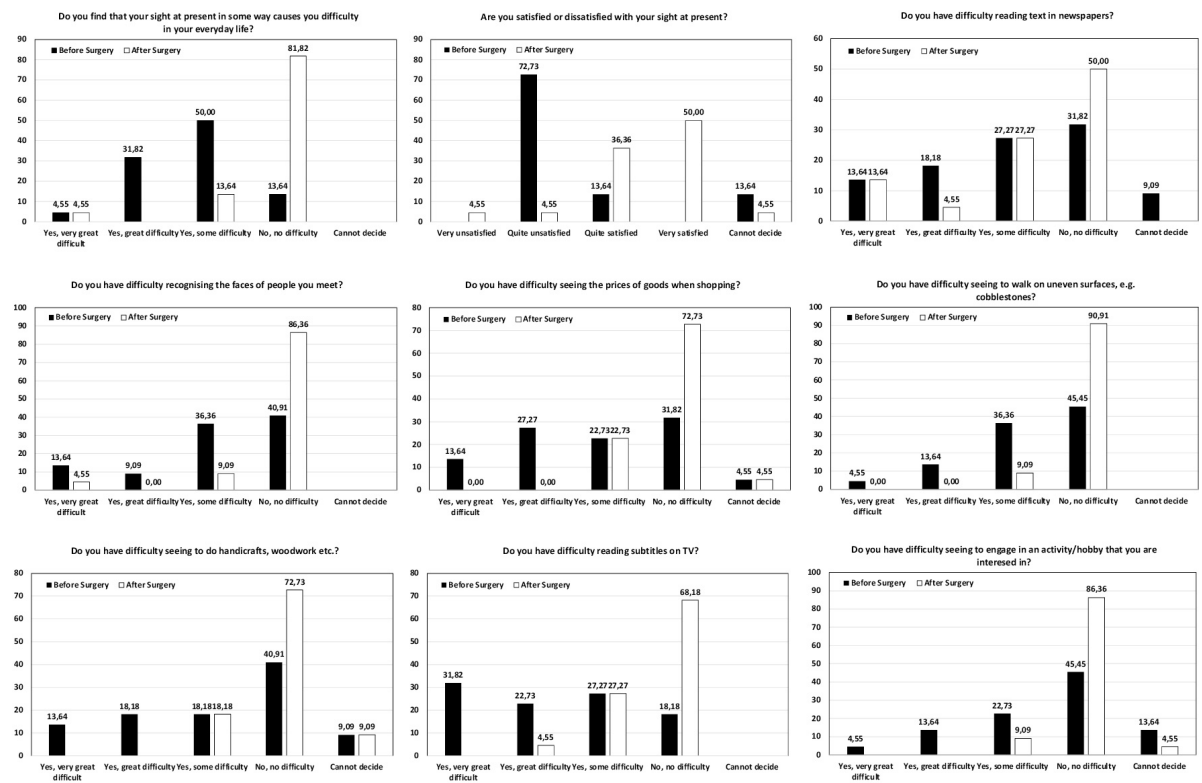 Do you find that your sight at present in some way causes you difficulty
in your everyday life?
90
80
70
60
50
40
30
20
10
0
Before Surgery After Surgery
4,55 4,55
31,82
50,00
13,64
13,64
81,82
Yes, very great
difficult
Yes, great difficulty
Yes, some difficulty
No, no difficulty
Cannot decide
Are you satisfied or dissatisfied with your sight at present?
90
80
70
60
50
40
30
20
10
0
Before Surgery After Surgery
4,55
72,73
4,55
13,64
36,36
50,00
13,64
4,55
Very unsatisfied
Quite unsatisfied
Quite satisfied
Very satisfied
Cannot decide
Do you have difficulty reading text in newspapers?
60
50
40
30
20
10
0
Before Surgery After Surgery
13,64 13,64
18,18
4,55
27,27 27,27
31,82
50,00
9,09
Yes, very great
difficult
Yes, great difficulty
Yes, some difficulty
No, no difficulty
Cannot decide
Do you have difficulty recognising the faces of people you meet?
100
90
80
70
60
50
40
30
20
10
0
Before Surgery After Surgery
13,64
4,55
9,09
0,00
36,36
9,09
40,91
86,36
Yes, very great
difficult
Yes, great difficulty
Yes, some difficulty
No, no difficulty
Cannot decide
Do you have difficulty seeing the prices of goods when shopping?
80
70
60
50
40
30
20
10
0
Before Surgery After Surgery
13,64
0,00
27,27
0,00
22,73 22,73
31,82
72,73
4,55 4,55
Yes, very great
difficult
Yes, great difficulty
Yes, some difficulty
No, no difficulty
Cannot decide
Do you have difficulty seeing to walk on uneven surfaces, e.g.
cobblestones?
100
90
80
70
60
50
40
30
20
10
0
Before Surgery After Surgery
4,55
0,00
13,64
0,00
36,36
9,09
45,45
90,91
Yes, very great
difficult
Yes, great difficulty
Yes, some difficulty
No, no difficulty
Cannot decide
Do you have difficulty seeing to do handicrafts, woodwork etc.?
80
70
60
50
40
30
20
10
0
Before Surgery After Surgery
13,64
18,18
18,18 18,18
40,91
72,73
9,09 9,09
Yes, very great
difficult
Yes, great difficulty
Yes, some difficulty
No, no difficulty
Cannot decide
Do you have difficulty reading subtitles on TV?
80
70
60
50
40
30
20
10
0
Before Surgery After Surgery
31,82
22,73
4,55
27,27 27,27
18,18
68,18
Yes, very great
difficult
Yes, great difficulty
Yes, some difficulty
No, no difficulty
Cannot decide
Do you have difficulty seeing to engage in an activity/hobby that you are
interesed in?
100
90
80
70
60
50
40
30
20
10
0
Before Surgery After Surgery
4,55
13,64
22,73
9,09
45,45
86,36
13,64
4,55
Yes, very great
difficult
Yes, great difficulty
Yes, some difficulty
No, no difficulty
Cannot decide